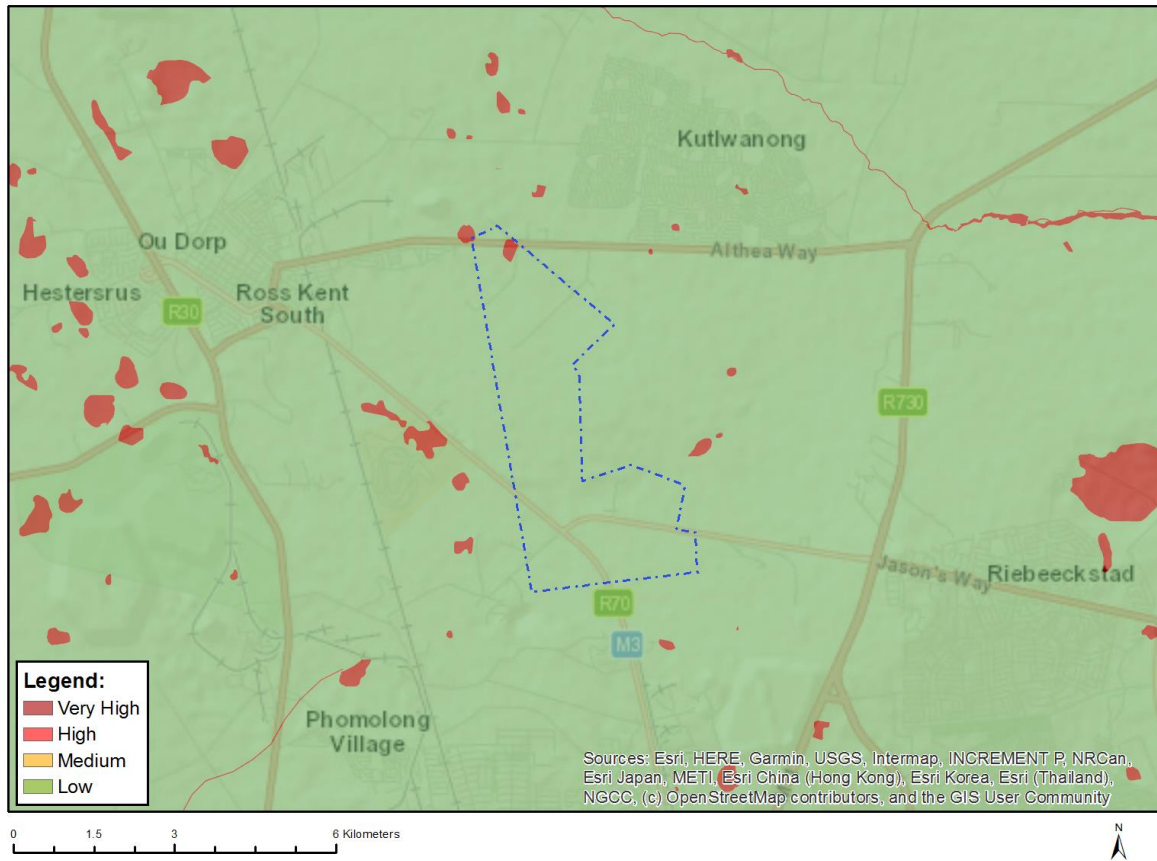 Kutlwanong
Ou Dorp
Althea Way
Hestersrus
Ross Kent
South
R30
R730
Jason's Way
Riebeeckstad
R70
M3
Phomolong
Village
Legend:
Very High
High
Medium
Low
Sources: Esri, HERE, Garmin, USGS, Intermap, INCREMENT P, NRCan,
Esri Japan, METI, Esri China (Hong Kong), Esri Korea, Esri (Thailand),
NGCC, (c) OpenStreetMap contributors, and the GIS User Community
0 1.5 3 6 Kilometers
N